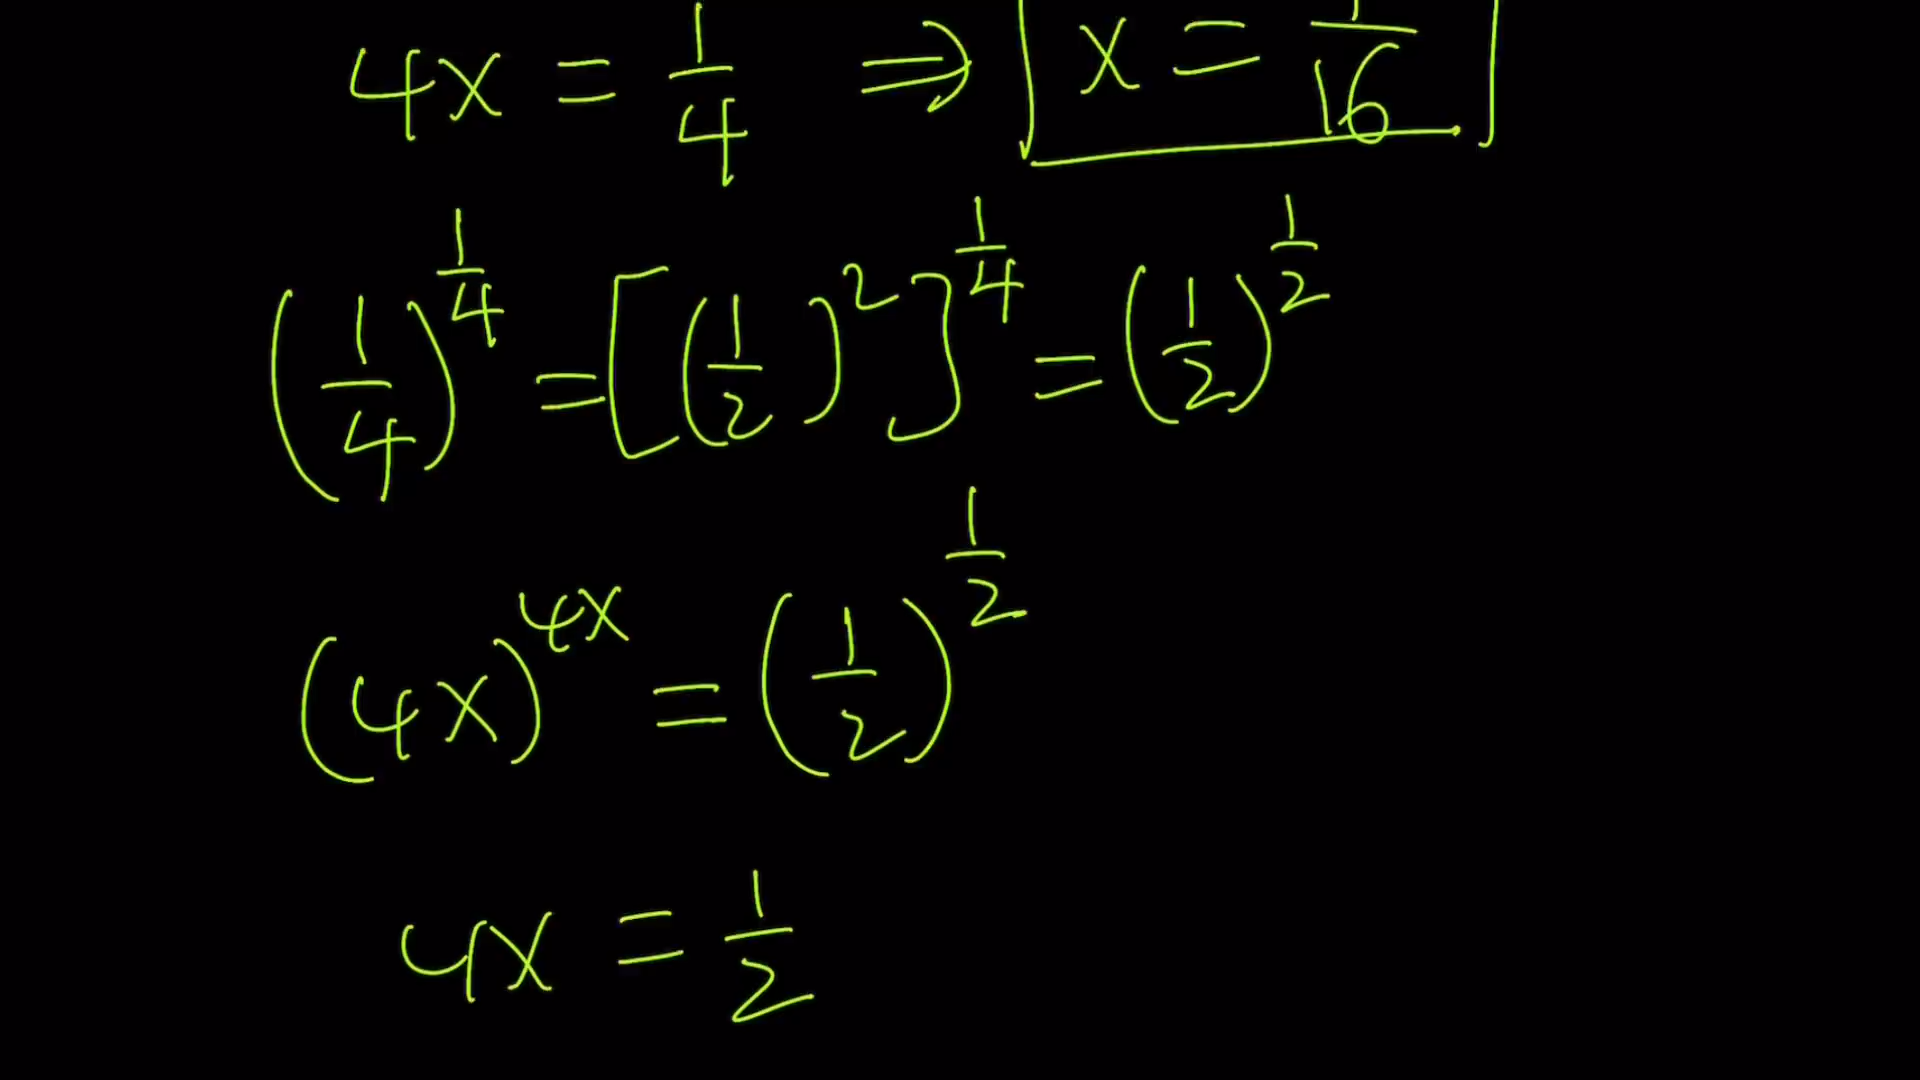 4x = 1/4 ⇒ x = 1/16
(1/4)^(1/4) = [(1/2)^2]^(1/4) = (1/2)^(1/2)
(4x)^(4x) = (1/2)^(1/2)
4x = 1/2